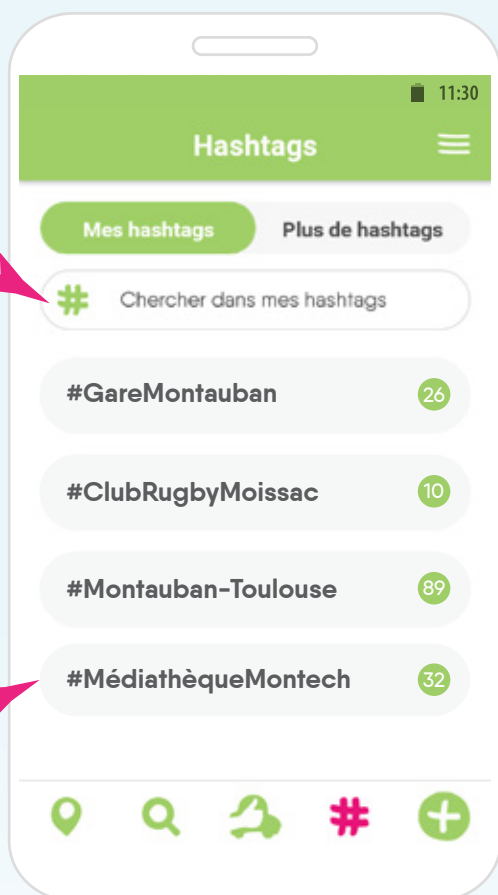 11:30
Hashtags
Mes hashtags Plus de hashtags
# Chercher dans mes hashtags
#GareMontauban 26
#ClubRugbyMoissac 10
#Montauban-Toulouse 89
#MédiathèqueMontech 32
#